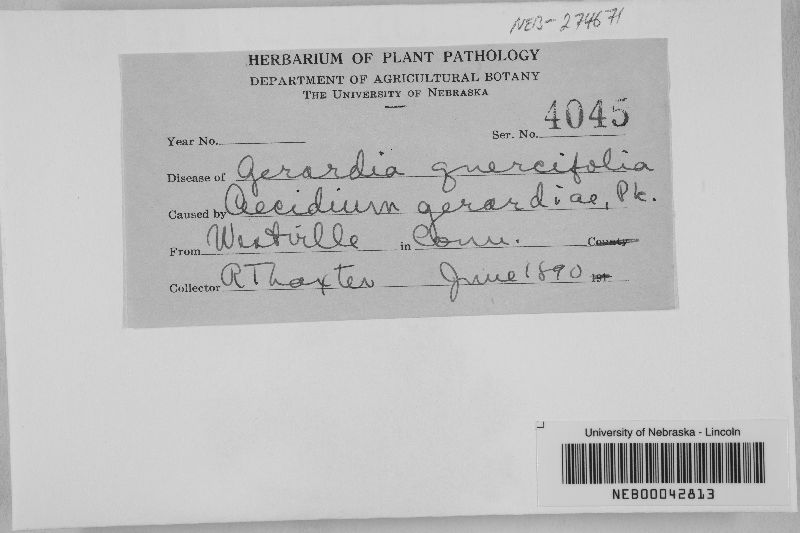 NEB-274671
HERBARIUM OF PLANT PATHOLOGY
DEPARTMENT OF AGRICULTURAL BOTANY
THE UNIVERSITY OF NEBRASKA
Year No. Ser. No. 4045
Disease of Gerardia quercifolia
Caused by Aecidium gerardiae, Pk.
From Westville in Conn. County
Collector R Thaxter June 1890 191
University of Nebraska - Lincoln
NEB00042813